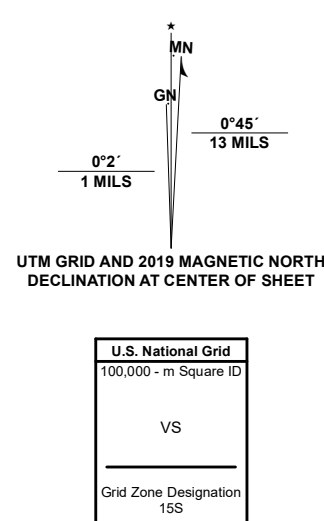 ★
MN
GN
0°45´
13 MILS
0°2´
1 MILS
UTM GRID AND 2019 MAGNETIC NORTH
DECLINATION AT CENTER OF SHEET
U.S. National Grid
100,000 - m Square ID
VS
Grid Zone Designation
15S